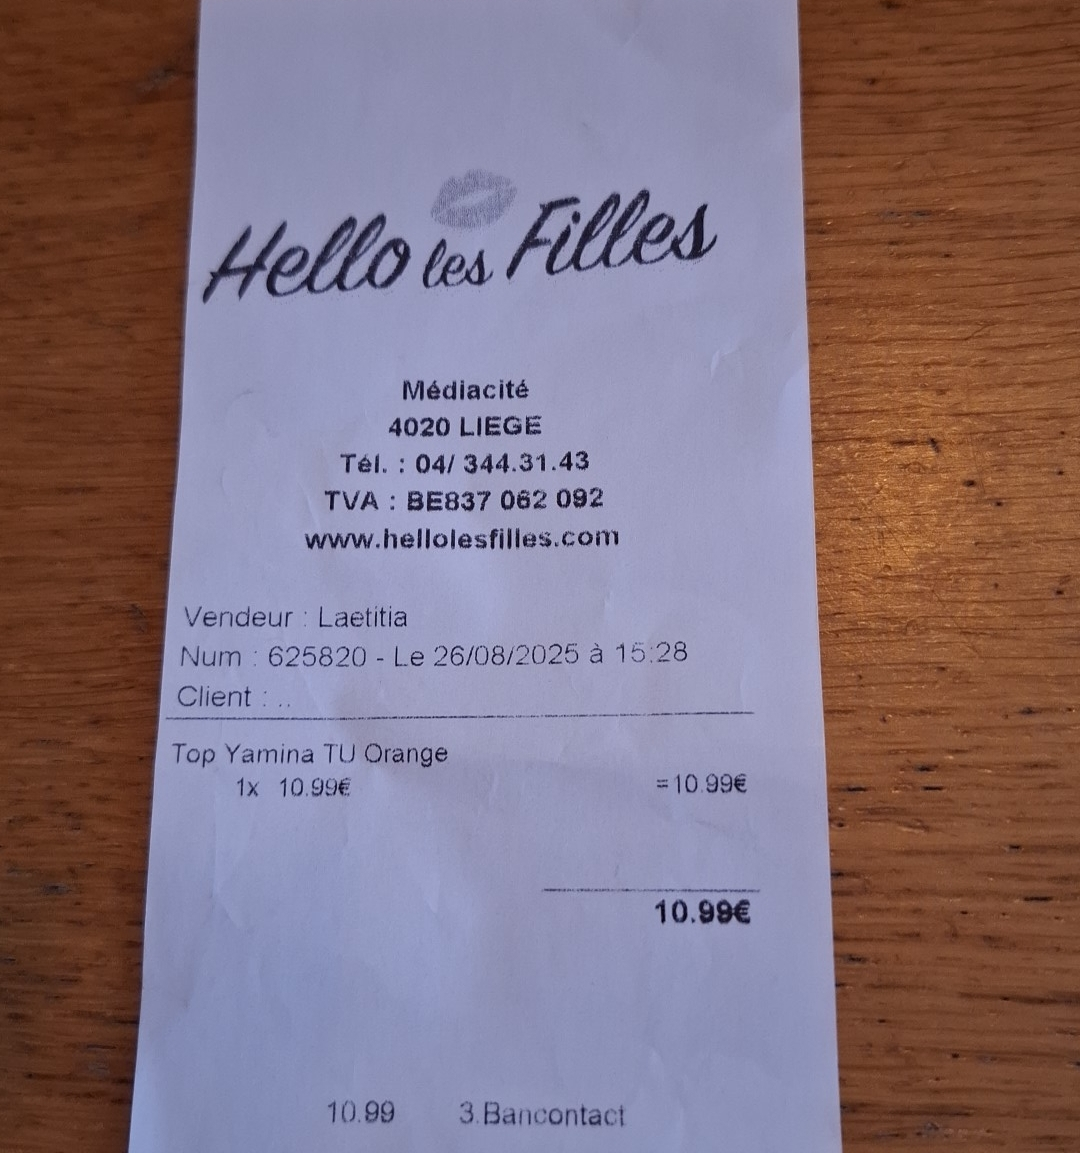 Hello les Filles
Médiacité
4020 LIEGE
Tél. : 04/ 344.31.43
TVA : BE837 062 092
www.hellolesfilles.com
Vendeur : Laetitia
Num : 625820 - Le 26/08/2025 à 15:28
Client : ..
Top Yamina TU Orange
1x 10.99€ =10.99€
10.99€
10.99 3.Bancontact